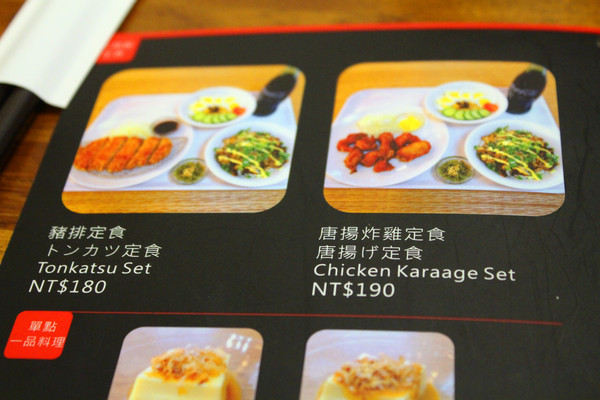 豬排定食
トンカツ定食
Tonkatsu Set
NT$180
唐揚炸雞定食
唐揚げ定食
Chicken Karaage Set
NT$190
單點
一品料理